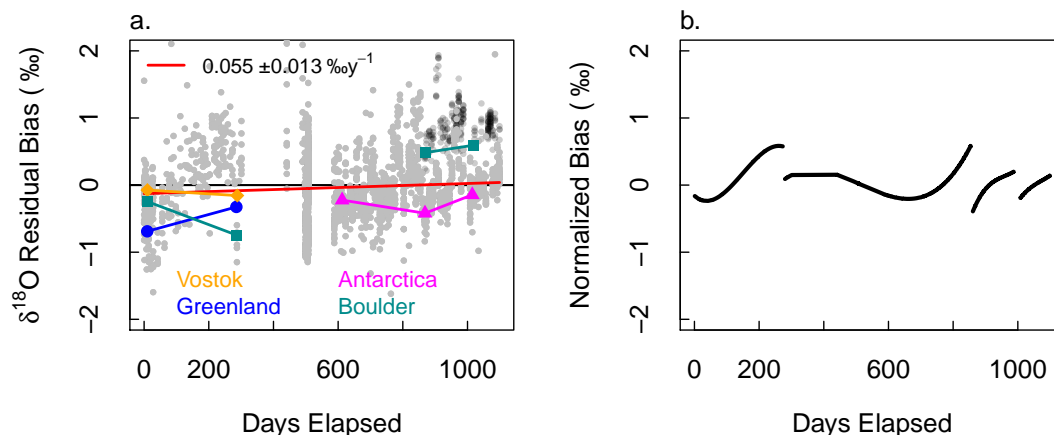 a.
δ¹⁸O Residual Bias ( ‰)
2
1
0
−1
−2
0.055 ±0.013 ‰y⁻¹
Vostok
Greenland
Antarctica
Boulder
0 200 600 1000
Days Elapsed
b.
Normalized Bias ( ‰)
2
1
0
−1
−2
0 200 600 1000
Days Elapsed